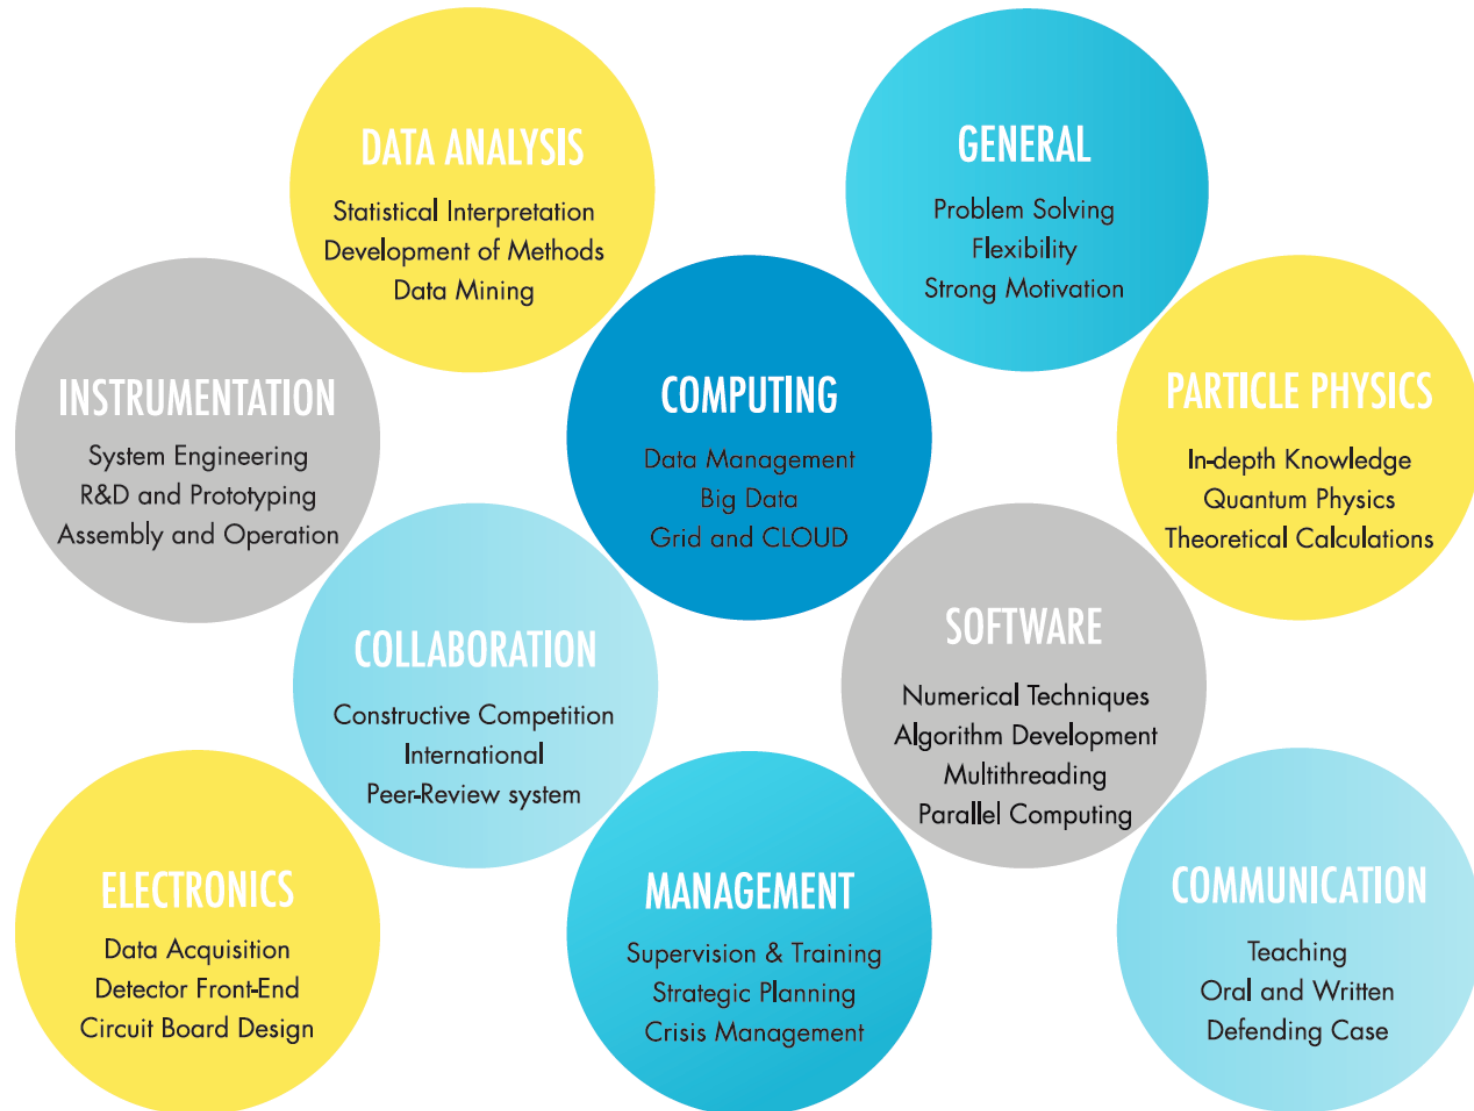 DATA ANALYSIS
Statistical Interpretation
Development of Methods
Data Mining
GENERAL
Problem Solving
Flexibility
Strong Motivation
INSTRUMENTATION
System Engineering
R&D and Prototyping
Assembly and Operation
COMPUTING
Data Management
Big Data
Grid and CLOUD
PARTICLE PHYSICS
In-depth Knowledge
Quantum Physics
Theoretical Calculations
COLLABORATION
Constructive Competition
International
Peer-Review system
SOFTWARE
Numerical Techniques
Algorithm Development
Multithreading
Parallel Computing
ELECTRONICS
Data Acquisition
Detector Front-End
Circuit Board Design
MANAGEMENT
Supervision & Training
Strategic Planning
Crisis Management
COMMUNICATION
Teaching
Oral and Written
Defending Case